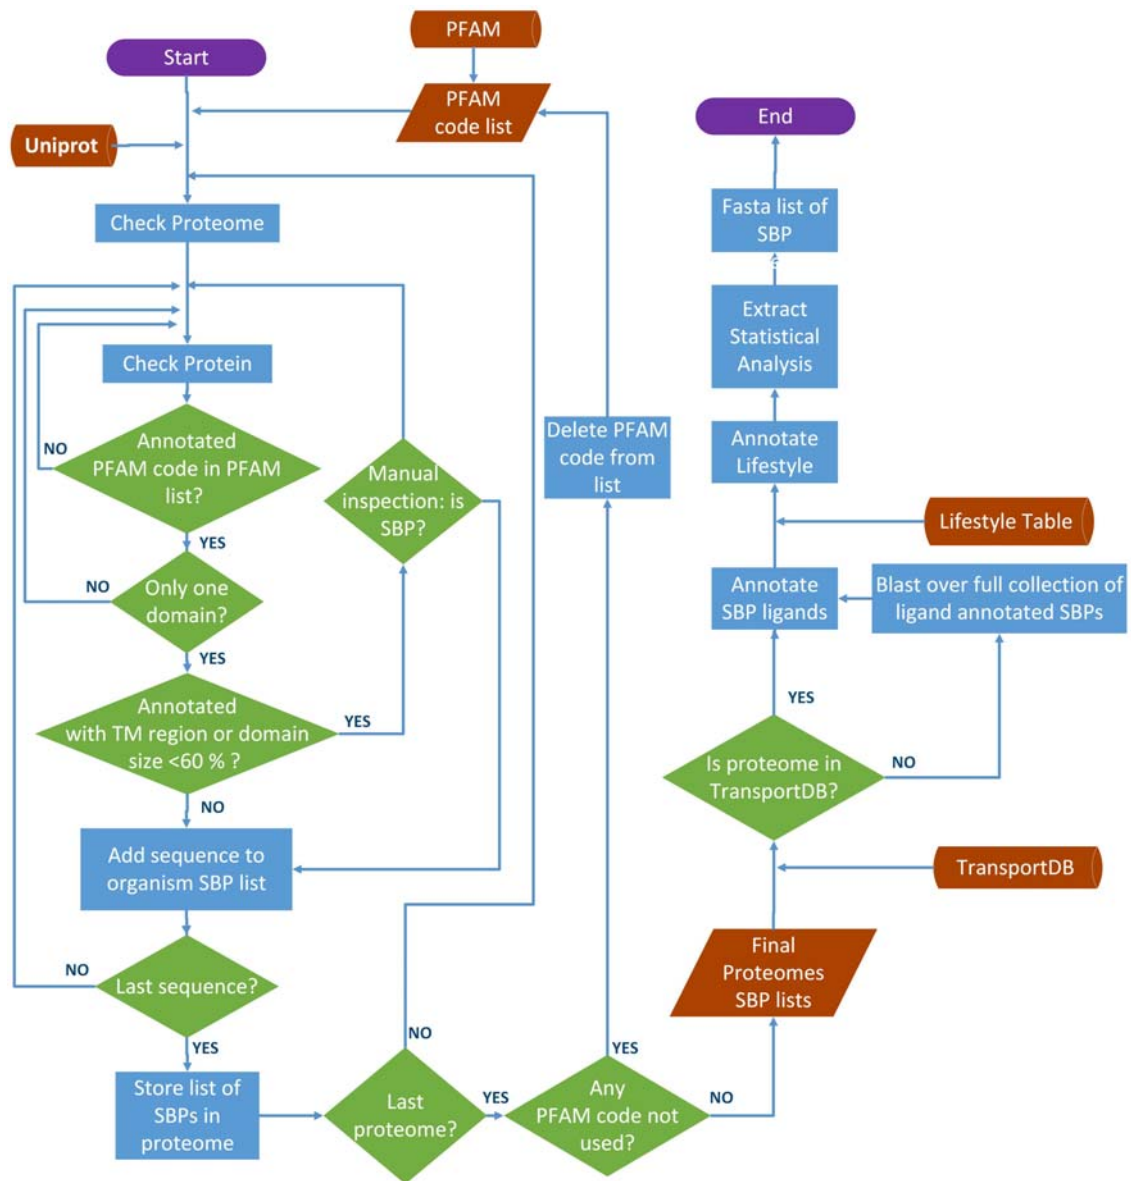 PFAM
Start
PFAM
code list
Uniprot
Check Proteome
Check Protein
Annotated
PFAM code in PFAM
list?
NO
YES
Only one
domain?
NO
YES
Annotated
with TM region or domain
size <60 % ?
YES
Manual
inspection: is
SBP?
NO
Add sequence to
organism SBP list
Last sequence?
NO
YES
Store list of
SBPs in
proteome
Last
proteome?
NO
YES
Any
PFAM code not
used?
YES
Delete PFAM
code from
list
NO
Final
Proteomes
SBP lists
TransportDB
Is proteome in
TransportDB?
NO
YES
Blast over full collection of
ligand annotated SBPs
Annotate
SBP ligands
Lifestyle Table
Annotate
Lifestyle
Extract
Statistical
Analysis
Fasta list of
SBP
End